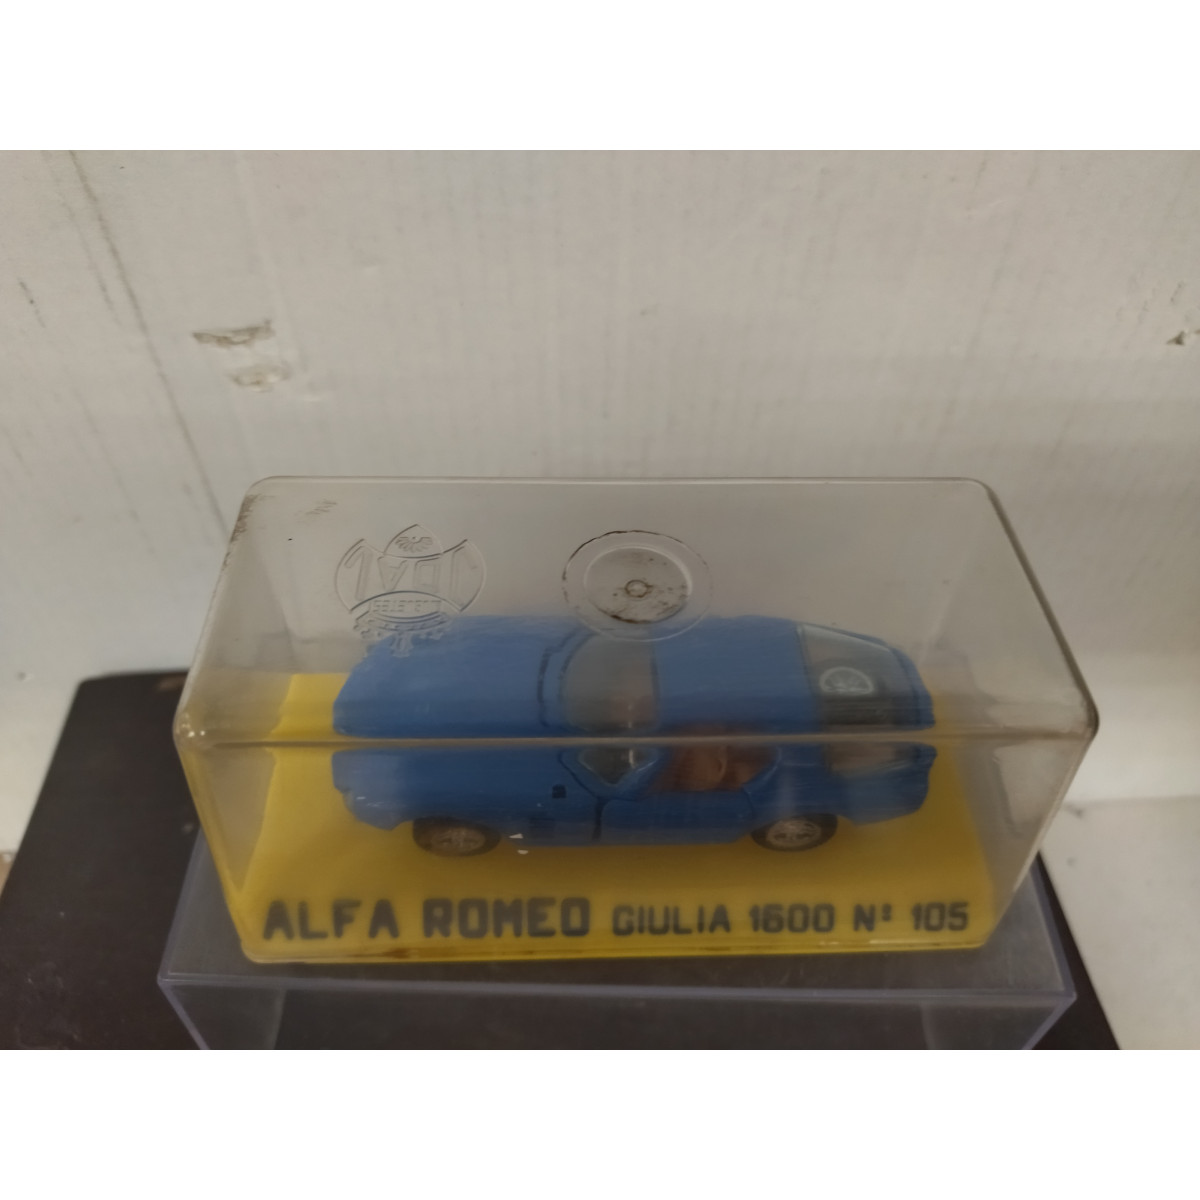 ALFA ROMEO GIULIA 1600 Nº 105